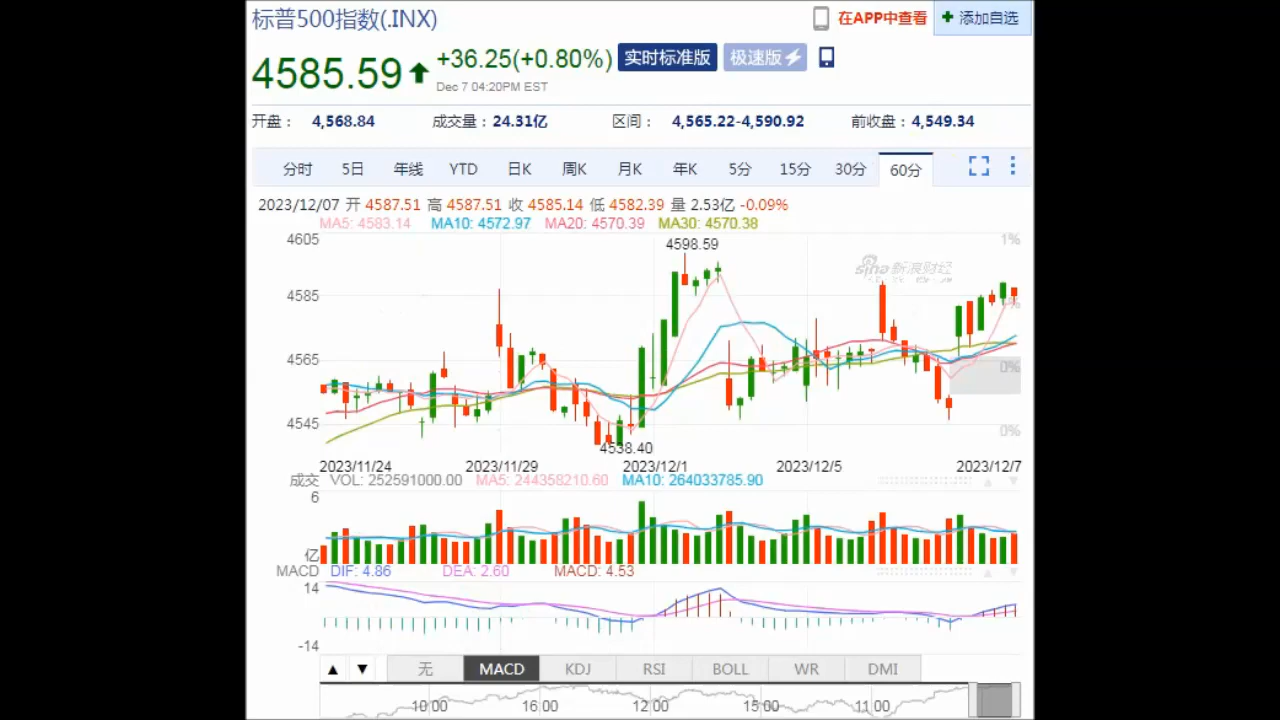 标普500指数(.INX)
在APP中查看
添加自选
4585.59
+36.25(+0.80%)
实时标准版
极速版
Dec 7 04:20PM EST
开盘： 4,568.84 成交量：24.31亿 区间： 4,565.22-4,590.92 前收盘：4,549.34
分时 5日 年线 YTD 日K 周K 月K 年K 5分 15分 30分 60分
2023/12/07 开 4587.51 高 4587.51 收 4585.14 低 4582.39 量 2.53亿 -0.09%
MA5: 4583.14 MA10: 4572.97 MA20: 4570.39 MA30: 4570.38
4605 4598.59 1%
sina新浪财经
4585
4565 0%
4545 0%
4538.40
2023/11/24 2023/11/29 2023/12/1 2023/12/5 2023/12/7
成交 VOL: 252591000.00 MA5: 244358210.60 MA10: 264033785.90
6
亿
MACD DIF: 4.86 DEA: 2.60 MACD: 4.53
14
-14
无 MACD KDJ RSI BOLL WR DMI
10:00 16:00 12:00 15:00 11:00